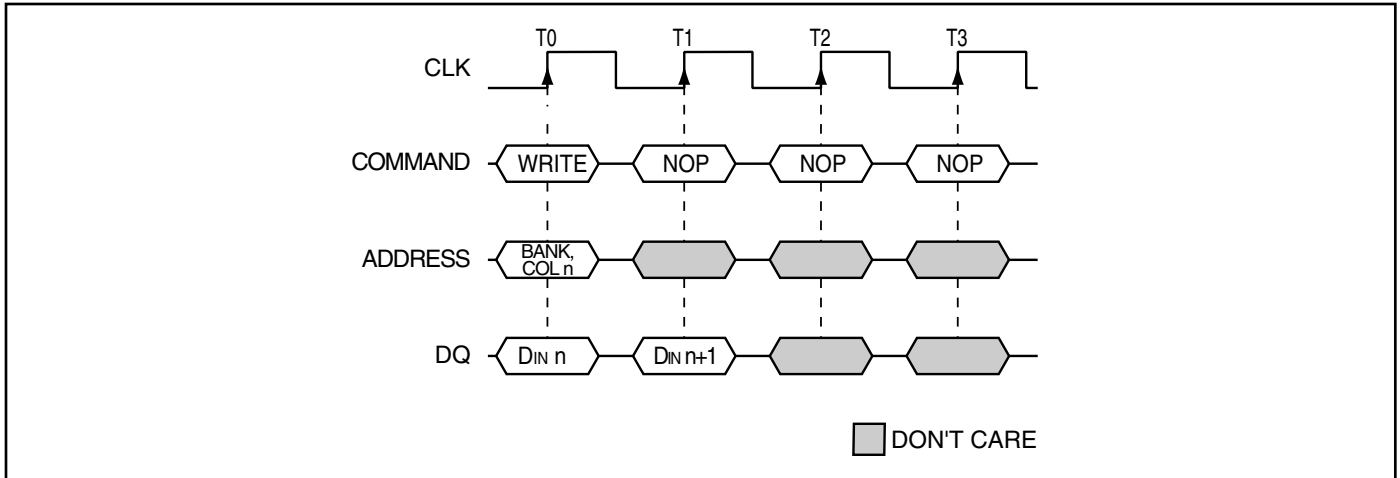 T0 T1 T2 T3
CLK
COMMAND WRITE NOP NOP NOP
ADDRESS BANK,
COL n
DQ DIN n DIN n+1
DON'T CARE